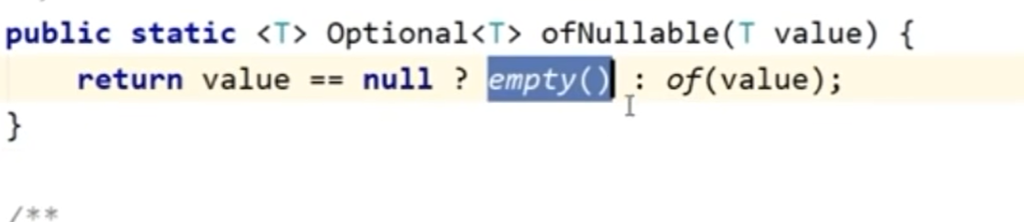 public static <T> Optional<T> ofNullable(T value) {
    return value == null ? empty() : of(value);
}
/**